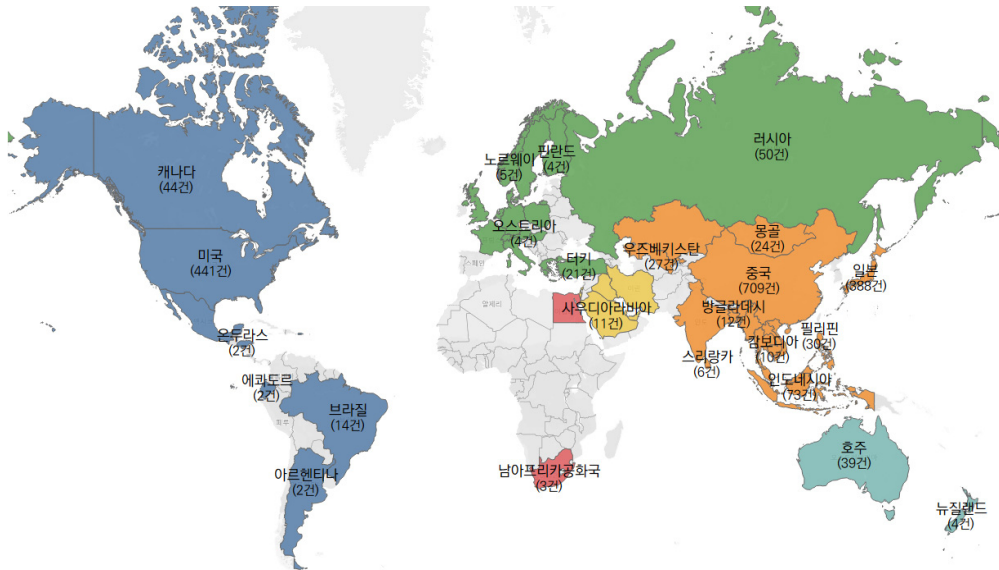 러시아
(50건)
노르웨이
(5건)
핀란드
(4건)
캐나다
(44건)
오스트리아
(4건)
몽골
(24건)
우즈베키스탄
(27건)
미국
(441건)
터키
(21건)
중국
(709건)
일본
(388건)
알제리
사우디아라비아
(11건)
방글라데시
(12건)
온두라스
(2건)
필리핀
(30건)
캄보디아
(10건)
스리랑카
(6건)
에콰도르
(2건)
인도네시아
(73건)
브라질
(14건)
페루
호주
(39건)
아르헨티나
(2건)
남아프리카공화국
(3건)
뉴질랜드
(4건)